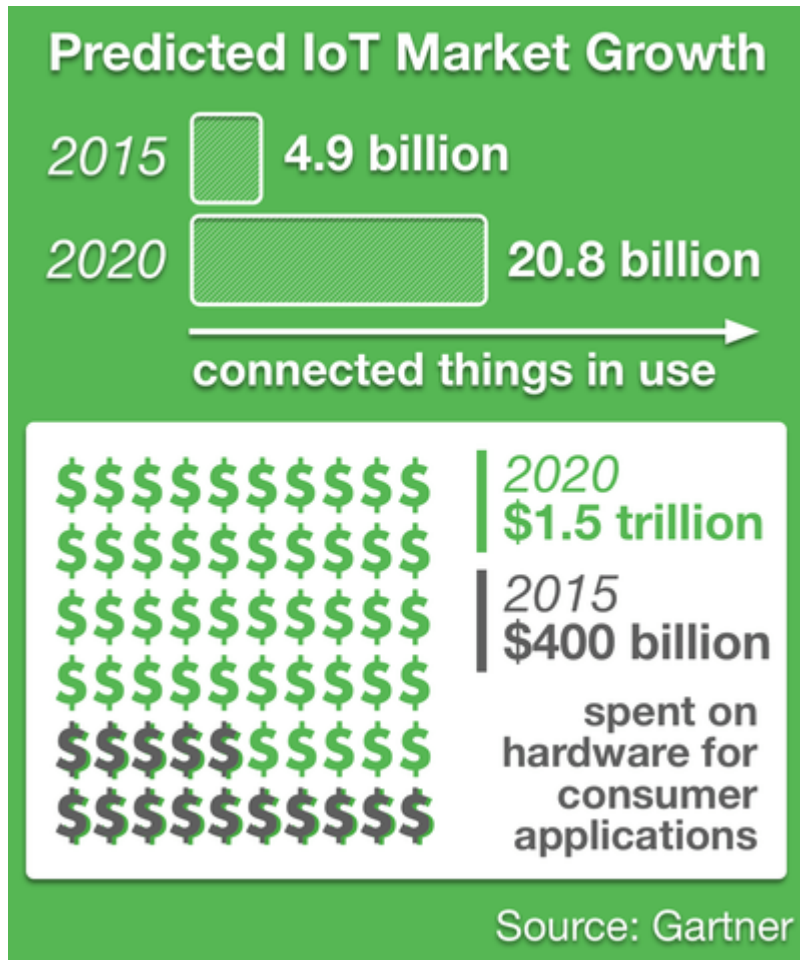 Predicted IoT Market Growth
2015 4.9 billion
2020 20.8 billion
connected things in use
$$$$$$$$$$
$$$$$$$$$$
$$$$$$$$$$
$$$$$$$$$$
$$$$$$$$$$
$$$$$$$$$$
2020
$1.5 trillion
2015
$400 billion
spent on
hardware for
consumer
applications
Source: Gartner